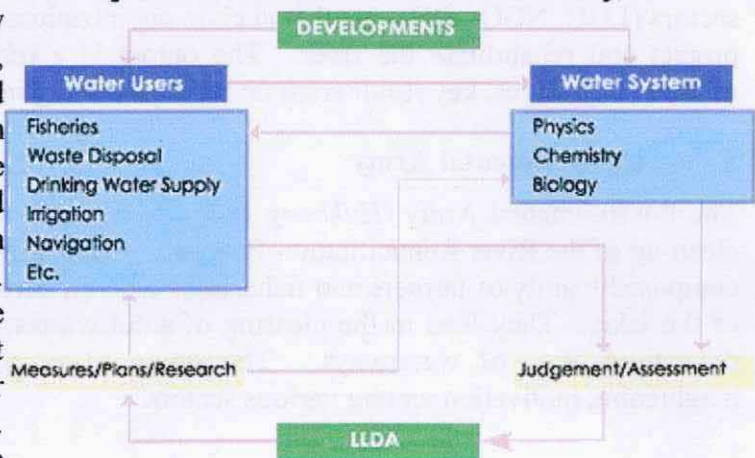 DEVELOPMENTS
Water Users
Water System
Fisheries
Waste Disposal
Drinking Water Supply
Irrigation
Navigation
Etc.
Physics
Chemistry
Biology
Measures/Plans/Research
Judgement/Assessment
LLDA